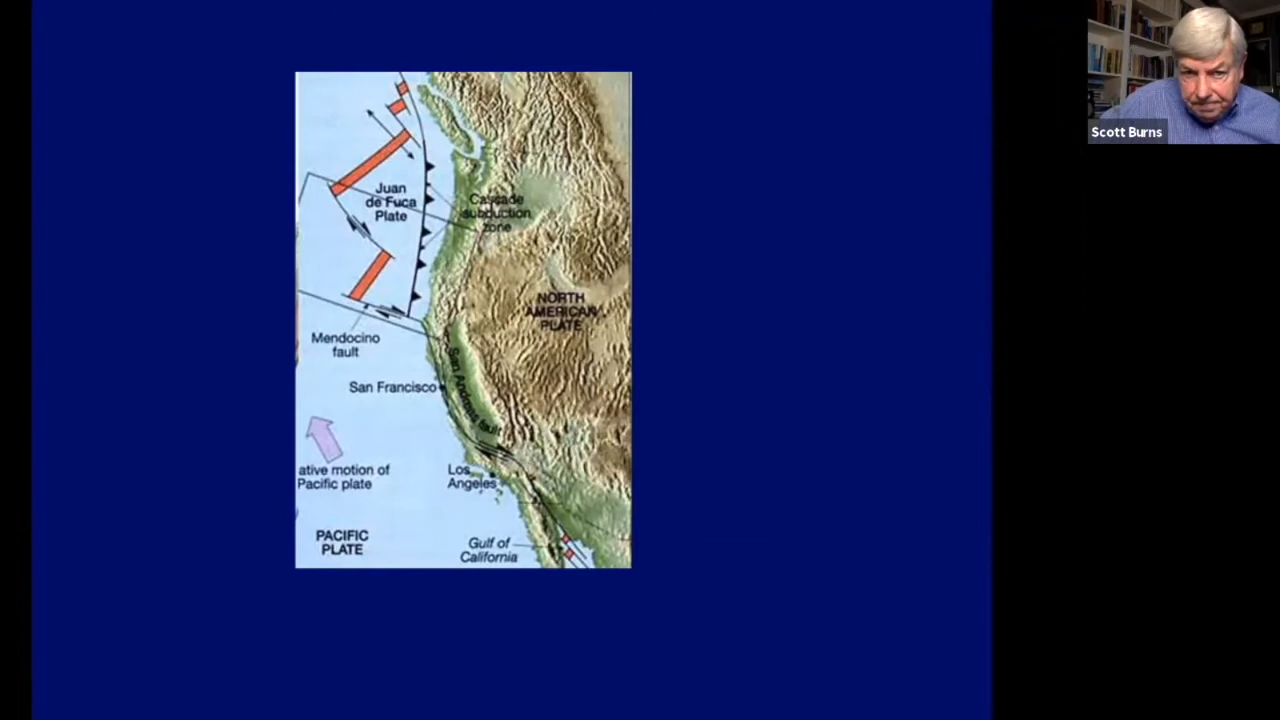 Juan
de Fuca
Plate
Cascade
subduction
zone
NORTH
AMERICAN
PLATE
Mendocino
fault
San Francisco
San Andreas fault
ative motion of
Pacific plate
Los
Angeles
PACIFIC
PLATE
Gulf of
California
Scott Burns